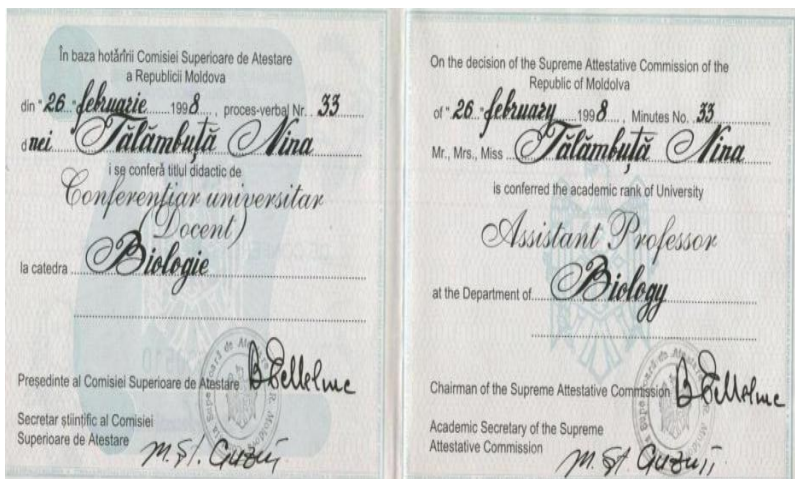 În baza hotărîrii Comisiei Superioare de Atestare
a Republicii Moldova
din "26" februarie 1998, proces-verbal Nr. 33
dnei Tălămbuță Nina
i se conferă titlul didactic de
Conferențiar universitar
(Docent)
la catedra Biologie
Președinte al Comisiei Superioare de Atestare
Secretar științific al Comisiei
Superioare de Atestare
On the decision of the Supreme Attestative Commission of the
Republic of Moldolva
of "26" february 1998, Minutes No. 33
Mr., Mrs., Miss Tălămbuță Nina
is conferred the academic rank of University
Assistant Professor
at the Department of Biology
Chairman of the Supreme Attestative Commission
Academic Secretary of the Supreme
Attestative Commission